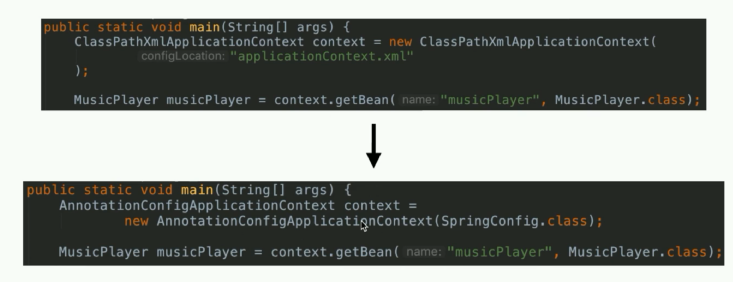 public static void main(String[] args) {
ClassPathXmlApplicationContext context = new ClassPathXmlApplicationContext(
configLocation: "applicationContext.xml"
);
MusicPlayer musicPlayer = context.getBean( name: "musicPlayer", MusicPlayer.class);
public static void main(String[] args) {
AnnotationConfigApplicationContext context =
new AnnotationConfigApplicationContext(SpringConfig.class);
MusicPlayer musicPlayer = context.getBean( name: "musicPlayer", MusicPlayer.class);